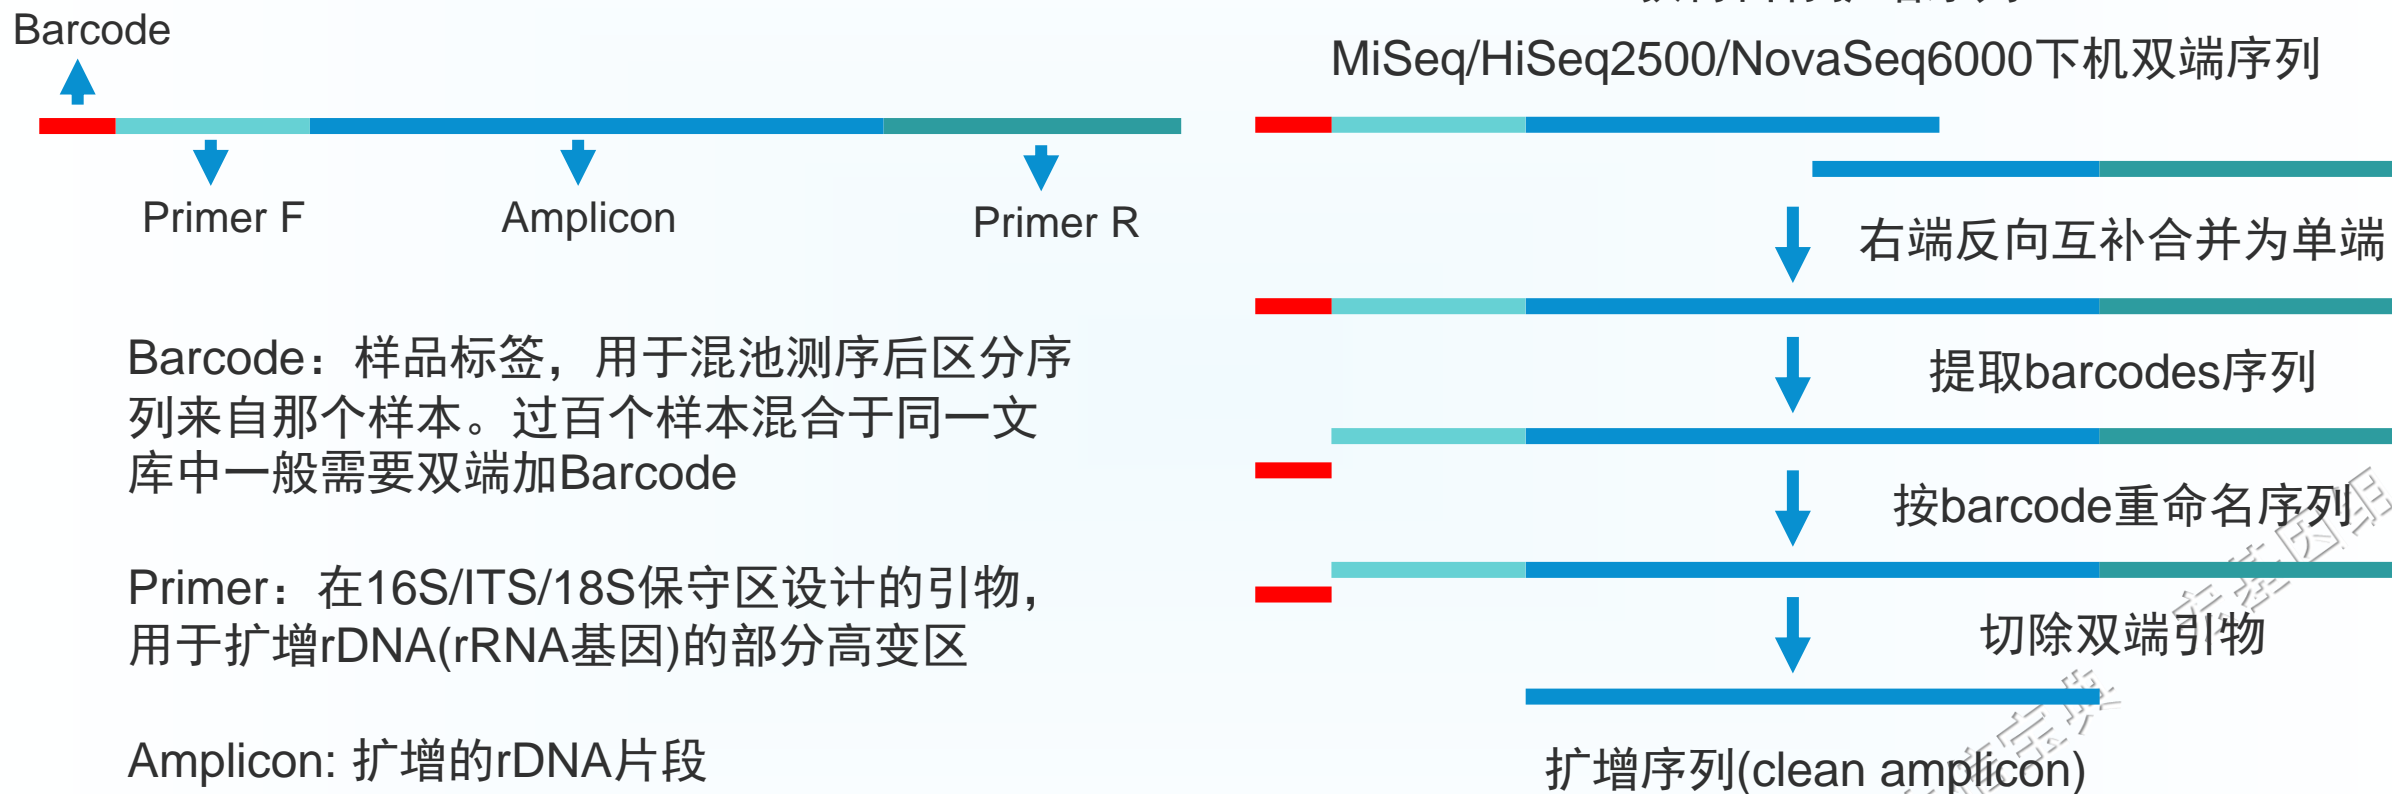 Barcode
Primer F
Amplicon
Primer R
Barcode：样品标签，用于混池测序后区分序
列来自那个样本。过百个样本混合于同一文
库中一般需要双端加Barcode
Primer：在16S/ITS/18S保守区设计的引物，
用于扩增rDNA(rRNA基因)的部分高变区
Amplicon: 扩增的rDNA片段
MiSeq/HiSeq2500/NovaSeq6000下机双端序列
右端反向互补合并为单端
提取barcodes序列
按barcode重命名序列
切除双端引物
扩增序列(clean amplicon)